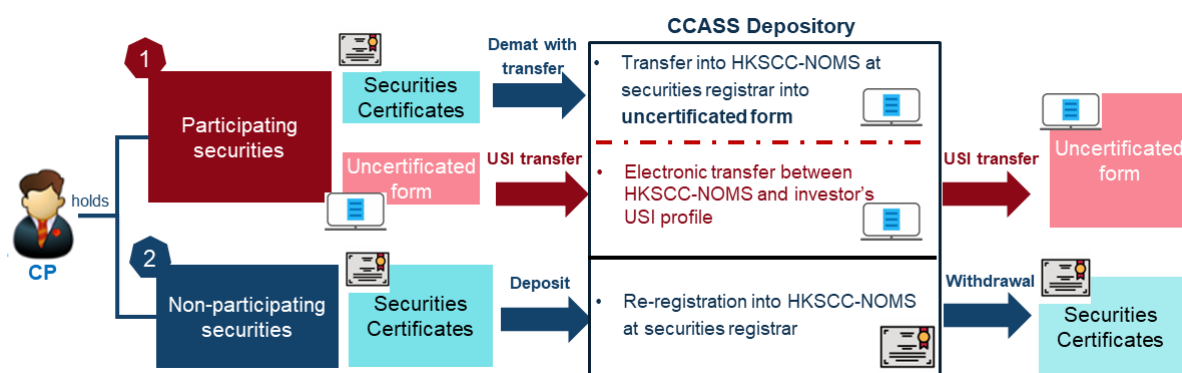 CCASS Depository
1
Participating
securities
Securities
Certificates
Demat with
transfer
• Transfer into HKSCC-NOMS at
securities registrar into
uncertificated form
Uncertificated
form
USI transfer
• Electronic transfer between
HKSCC-NOMS and investor's
USI profile
USI transfer
Uncertificated
form
holds
CP
2
Non-participating
securities
Securities
Certificates
Deposit
• Re-registration into HKSCC-NOMS
at securities registrar
Withdrawal
Securities
Certificates